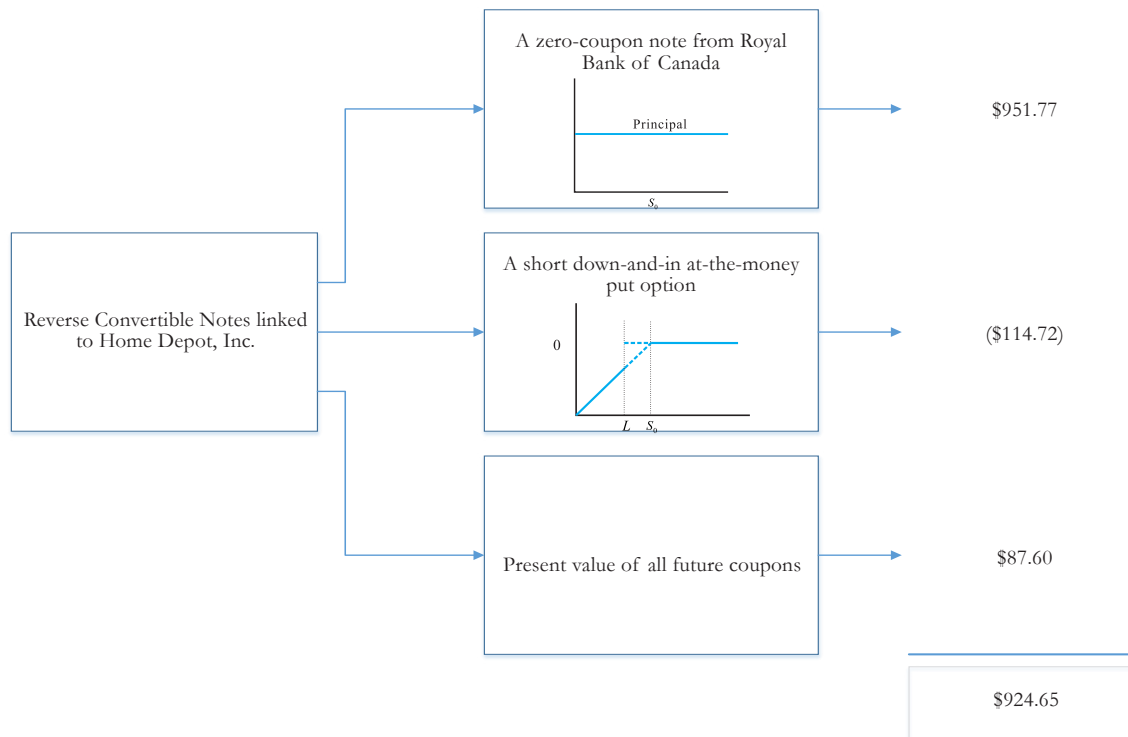 A zero-coupon note from Royal
Bank of Canada
Principal
S₀
$951.77
Reverse Convertible Notes linked
to Home Depot, Inc.
A short down-and-in at-the-money
put option
0
L S₀
($114.72)
Present value of all future coupons
$87.60
$924.65